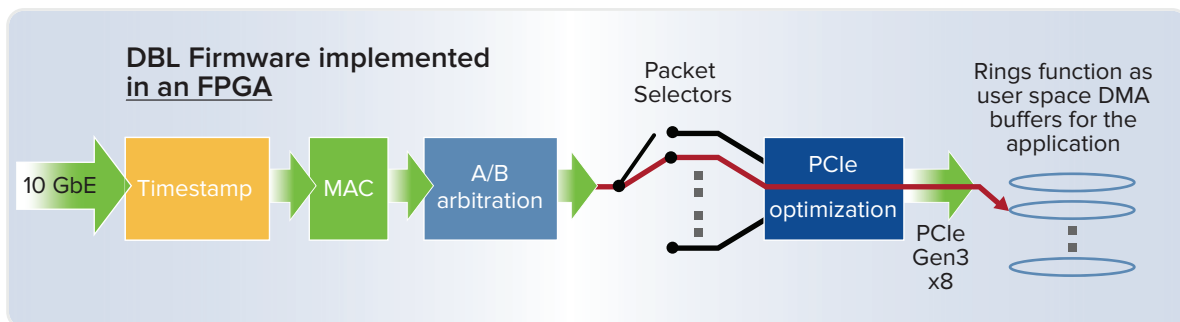 DBL Firmware implemented
in an FPGA
10 GbE
Timestamp
MAC
A/B
arbitration
Packet
Selectors
PCIe
optimization
PCIe
Gen3
x8
Rings function as
user space DMA
buffers for the
application